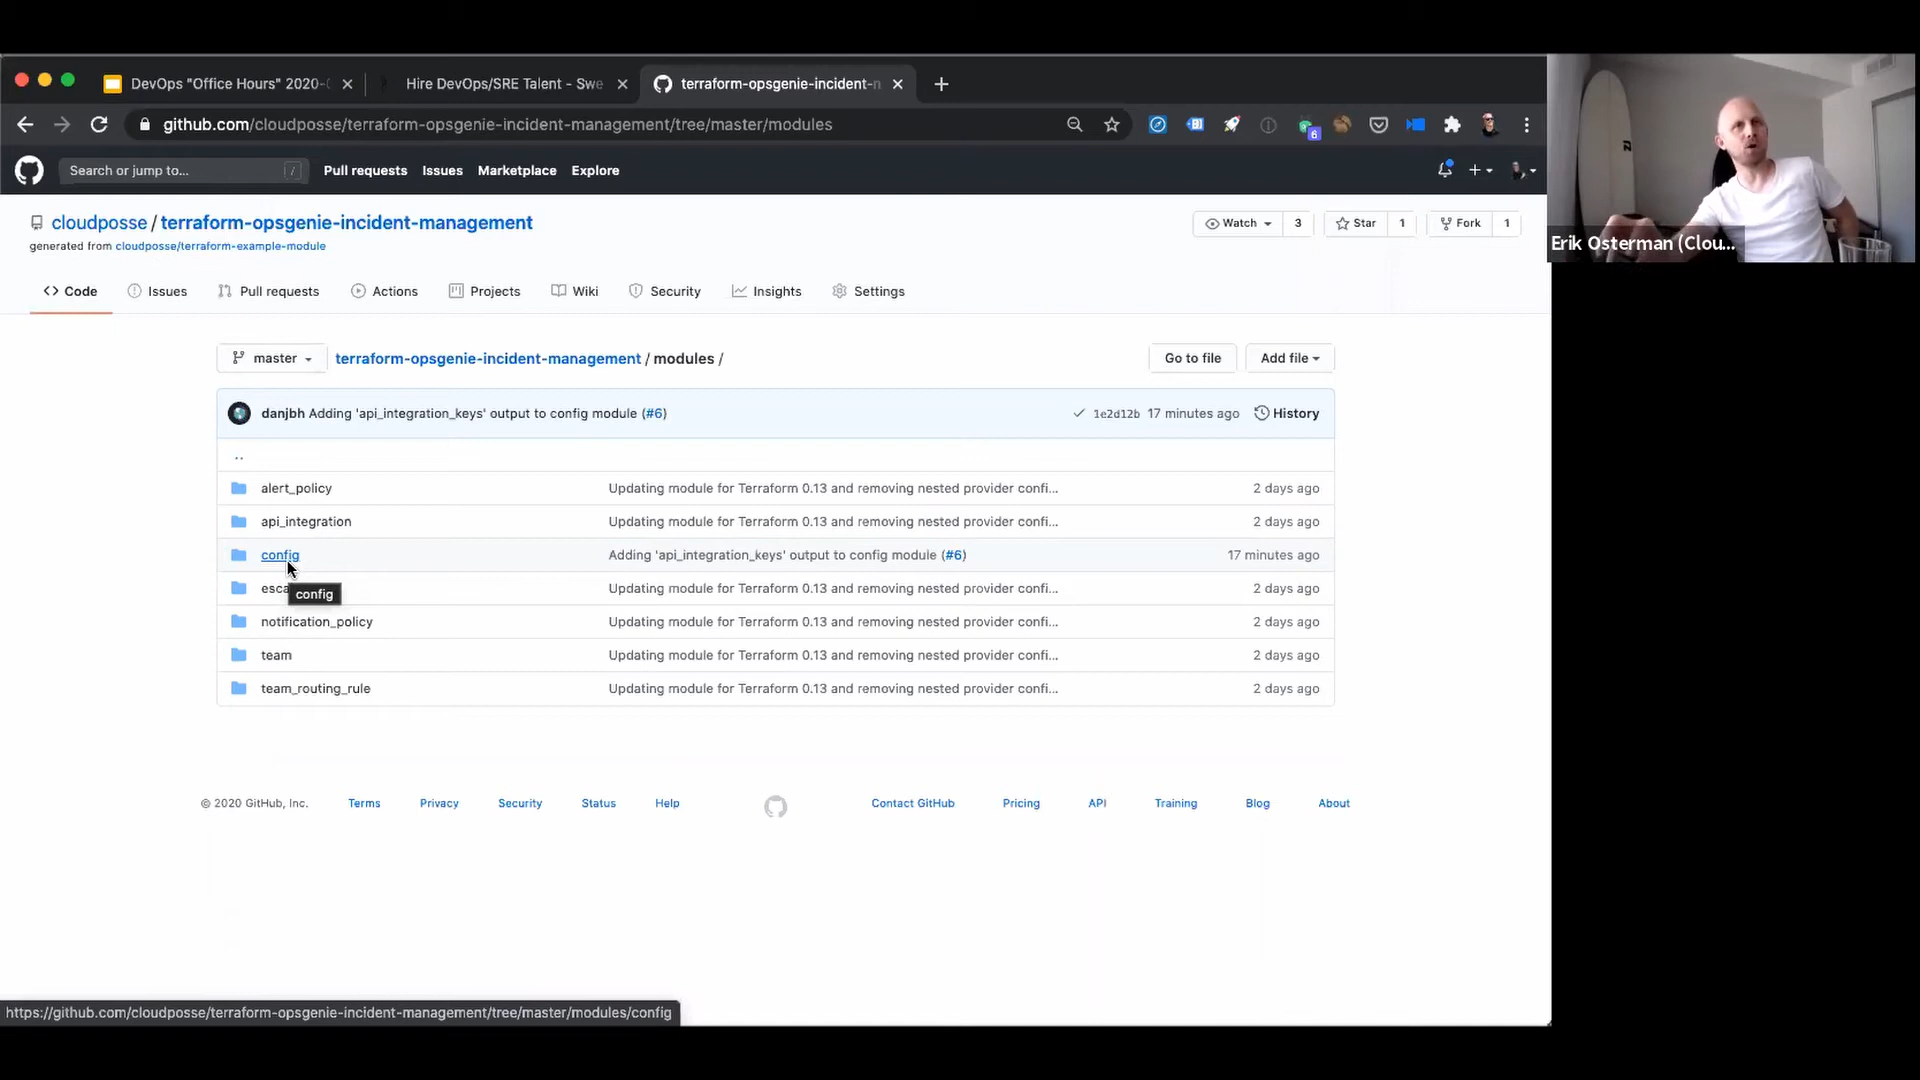 DevOps "Office Hours" 2020-
Hire DevOps/SRE Talent - Swe
terraform-opsgenie-incident-n
github.com/cloudposse/terraform-opsgenie-incident-management/tree/master/modules
6
Search or jump to...
/
Pull requests
Issues
Marketplace
Explore
Erik Osterman (Clou...
cloudposse / terraform-opsgenie-incident-management
generated from cloudposse/terraform-example-module
Watch 3
Star 1
Fork 1
Code
Issues
Pull requests
Actions
Projects
Wiki
Security
Insights
Settings
master
terraform-opsgenie-incident-management / modules /
Go to file
Add file
danjbh Adding 'api_integration_keys' output to config module (#6)
1e2d12b 17 minutes ago
History
..
alert_policy Updating module for Terraform 0.13 and removing nested provider confi... 2 days ago
api_integration Updating module for Terraform 0.13 and removing nested provider confi... 2 days ago
config Adding 'api_integration_keys' output to config module (#6) 17 minutes ago
esca Updating module for Terraform 0.13 and removing nested provider confi... 2 days ago
config
notification_policy Updating module for Terraform 0.13 and removing nested provider confi... 2 days ago
team Updating module for Terraform 0.13 and removing nested provider confi... 2 days ago
team_routing_rule Updating module for Terraform 0.13 and removing nested provider confi... 2 days ago
© 2020 GitHub, Inc.
Terms
Privacy
Security
Status
Help
Contact GitHub
Pricing
API
Training
Blog
About
https://github.com/cloudposse/terraform-opsgenie-incident-management/tree/master/modules/config